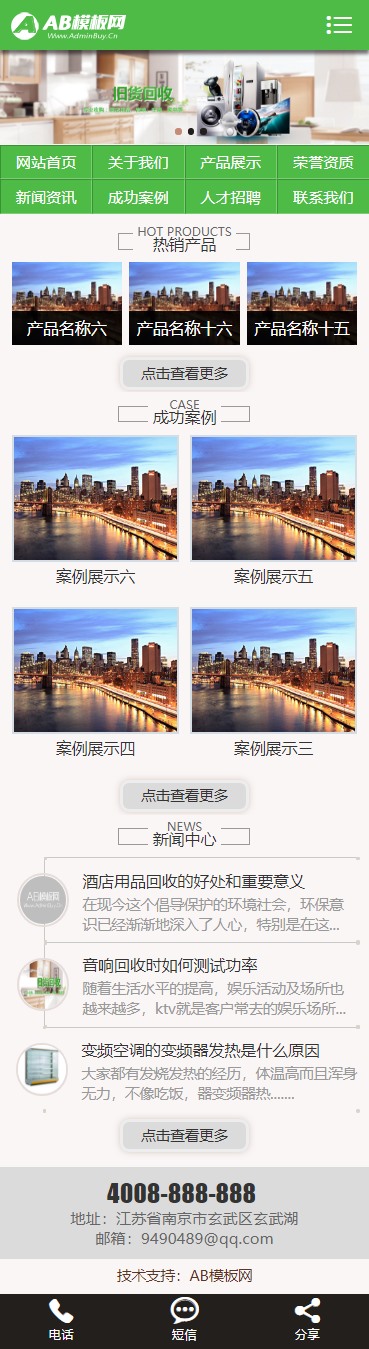 AB模板网
Www.AdminBuy.Cn
旧货回收
网站首页 关于我们 产品展示 荣誉资质
新闻资讯 成功案例 人才招聘 联系我们
HOT PRODUCTS
热销产品
产品名称六 产品名称十六 产品名称十五
点击查看更多
CASE
成功案例
案例展示六 案例展示五
案例展示四 案例展示三
点击查看更多
NEWS
新闻中心
AB模板网
酒店用品回收的好处和重要意义
在现今这个倡导保护的环境社会，环保意
识已经渐渐地深入了人心，特别是在这...
音响回收时如何测试功率
随着生活水平的提高，娱乐活动及场所也
越来越多，ktv就是客户常去的娱乐场所...
变频空调的变频器发热是什么原因
大家都有发烧发热的经历，体温高而且浑身
无力，不像吃饭，器变频器热.......
点击查看更多
4008-888-888
地址：江苏省南京市玄武区玄武湖
邮箱：9490489@qq.com
技术支持：AB模板网
电话 短信 分享